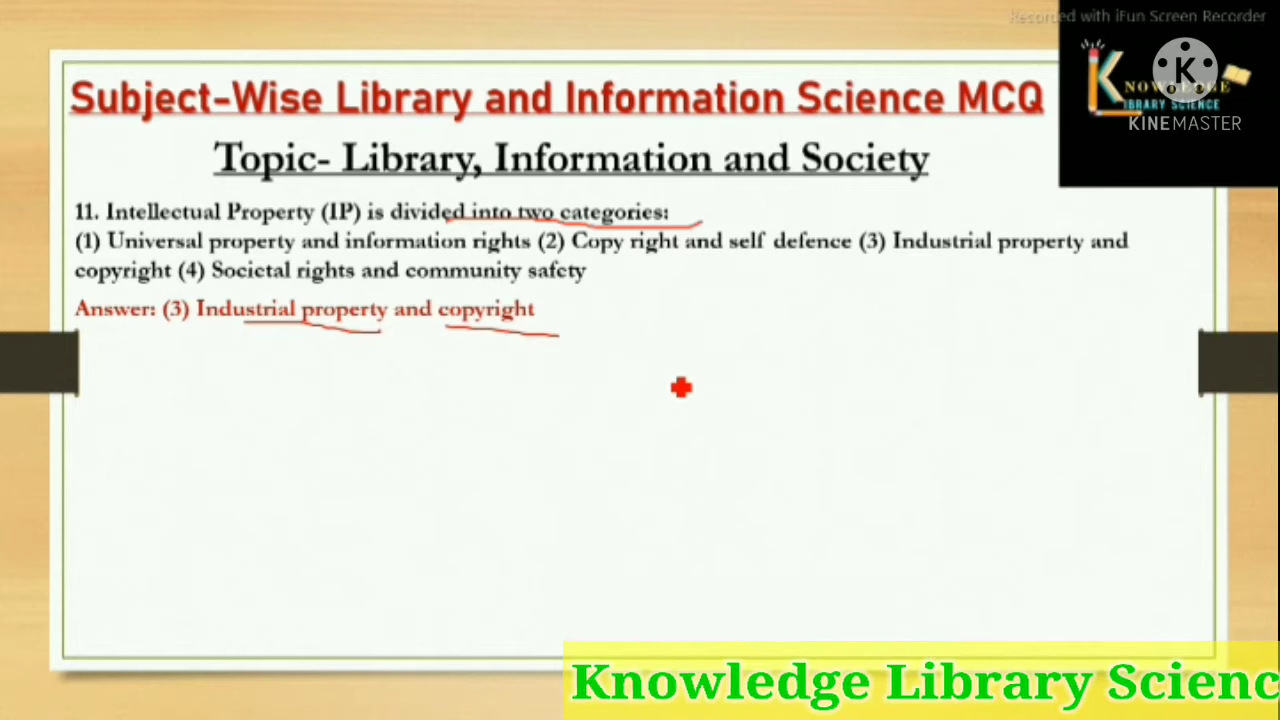 Recorded with iFun Screen Recorder
Subject-Wise Library and Information Science MCQ
KNOWLEDGE
LIBRARY SCIENCE
K
KINEMASTER
Topic- Library, Information and Society
11. Intellectual Property (IP) is divided into two categories:
(1) Universal property and information rights (2) Copy right and self defence (3) Industrial property and
copyright (4) Societal rights and community safety
Answer: (3) Industrial property and copyright
Knowledge Library Scienc